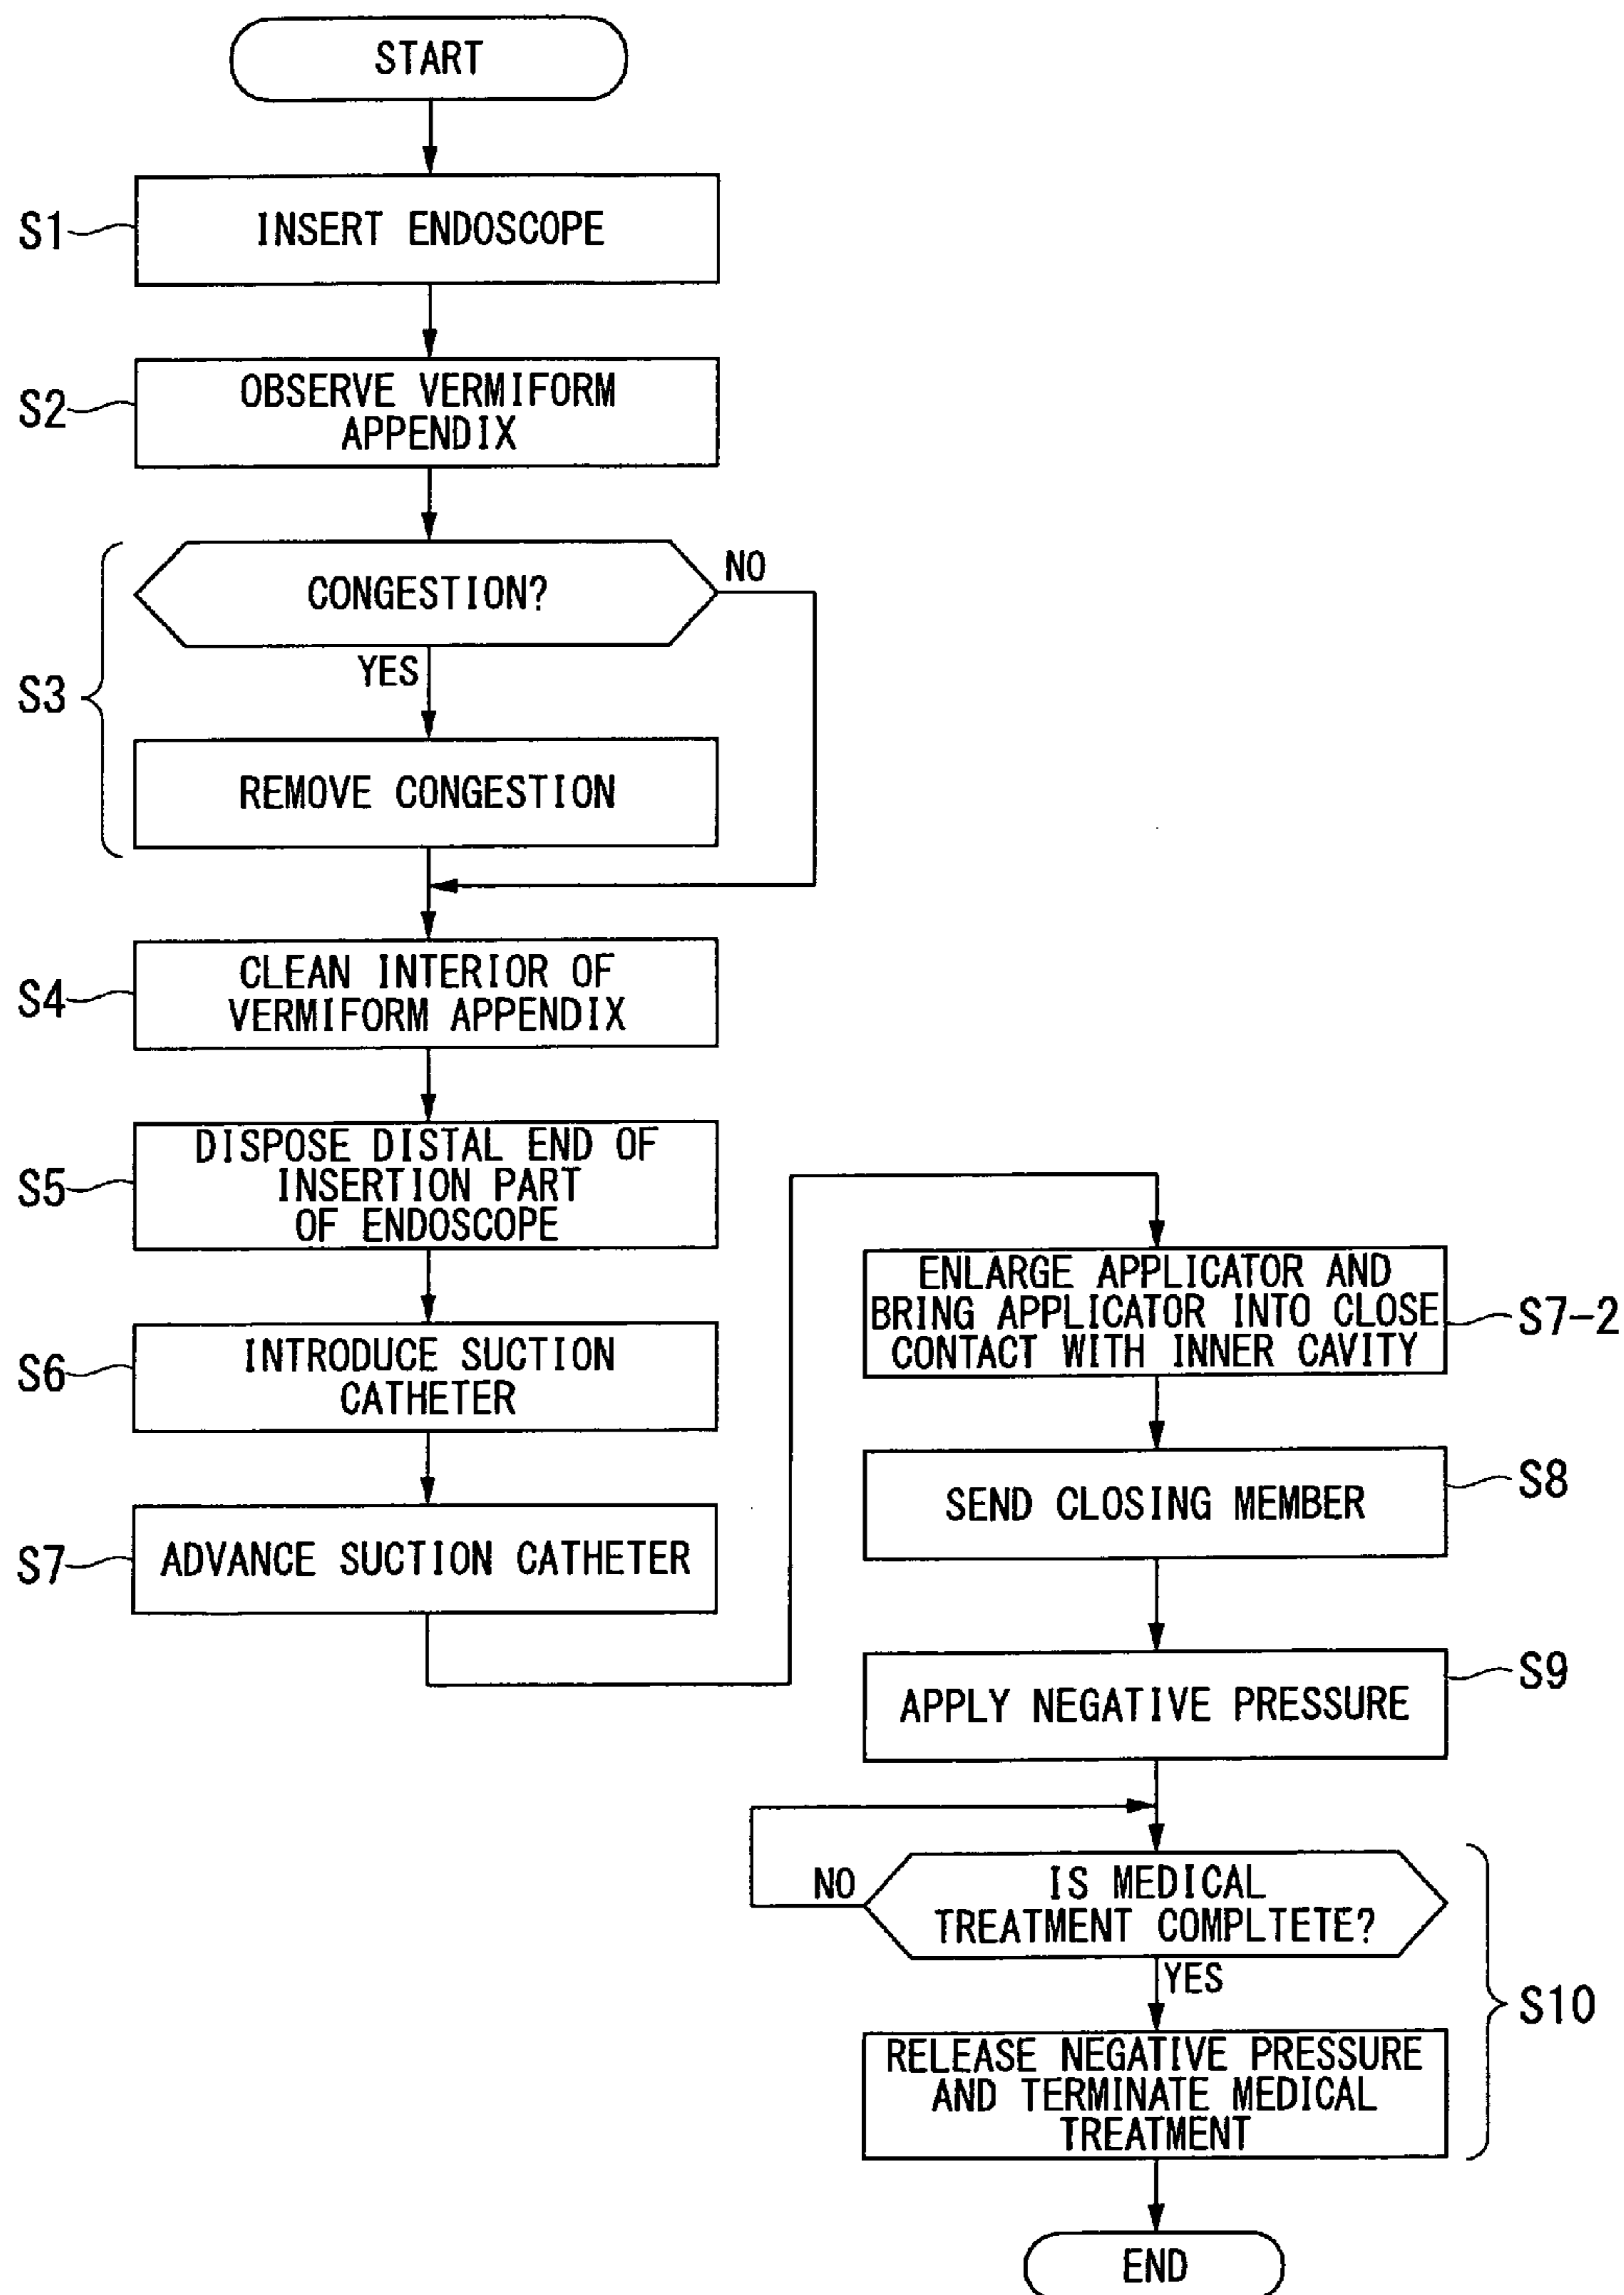 START
S1
INSERT ENDOSCOPE
S2
OBSERVE VERMIFORM
APPENDIX
S3
CONGESTION?
NO
YES
REMOVE CONGESTION
S4
CLEAN INTERIOR OF
VERMIFORM APPENDIX
S5
DISPOSE DISTAL END OF
INSERTION PART
OF ENDOSCOPE
S6
INTRODUCE SUCTION
CATHETER
S7
ADVANCE SUCTION CATHETER
ENLARGE APPLICATOR AND
BRING APPLICATOR INTO CLOSE
CONTACT WITH INNER CAVITY
S7-2
SEND CLOSING MEMBER
S8
APPLY NEGATIVE PRESSURE
S9
NO
IS MEDICAL
TREATMENT COMPLTETE?
YES
S10
RELEASE NEGATIVE PRESSURE
AND TERMINATE MEDICAL
TREATMENT
END